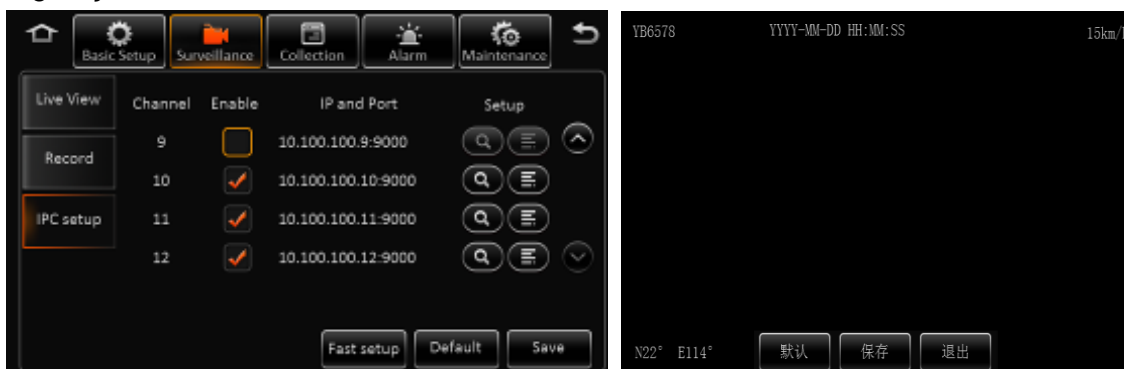 Basic Setup Surveillance Collection Alarm Maintenance
Live View
Record
IPC setup
Channel Enable IP and Port Setup
9 10.100.100.9:9000
10 10.100.100.10:9000
11 10.100.100.11:9000
12 10.100.100.12:9000
Fast setup Default Save
YB6578 YYYY-MM-DD HH:MM:SS 15km/
N22° E114° 默认 保存 退出